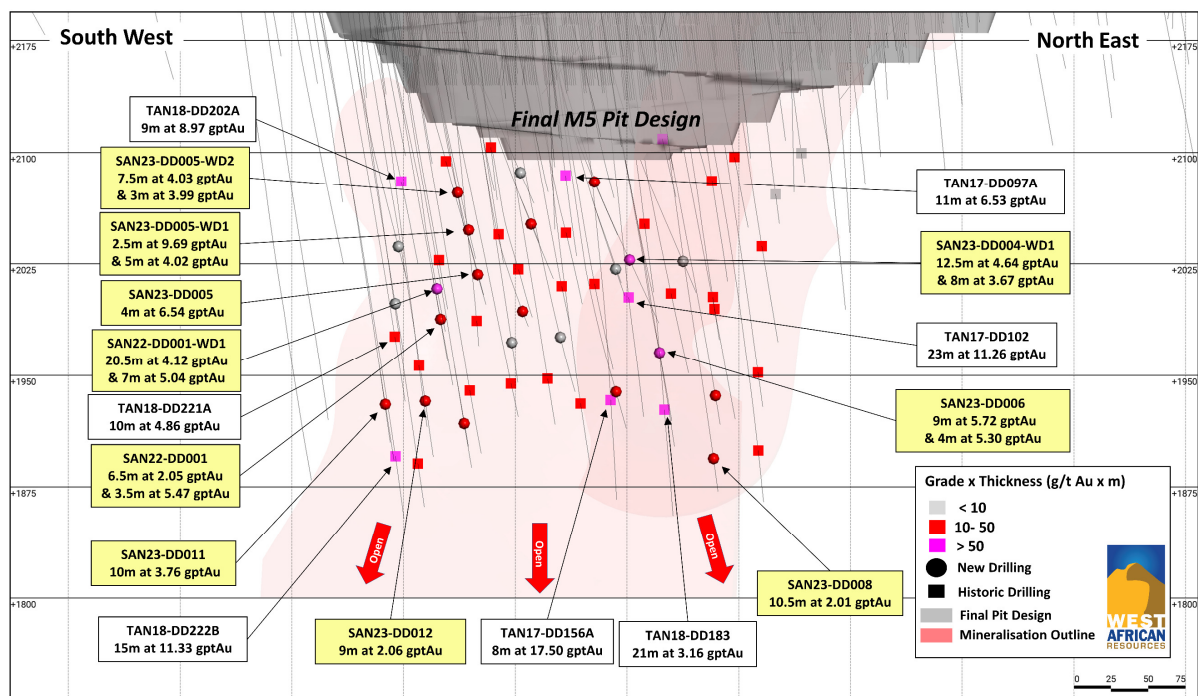 South West
North East
+2175
+2175
Final M5 Pit Design
+2100
+2100
+2025
+2025
+1950
+1950
+1875
+1875
+1800
+1800
TAN18-DD202A
9m at 8.97 gptAu
SAN23-DD005-WD2
7.5m at 4.03 gptAu
& 3m at 3.99 gptAu
SAN23-DD005-WD1
2.5m at 9.69 gptAu
& 5m at 4.02 gptAu
SAN23-DD005
4m at 6.54 gptAu
SAN22-DD001-WD1
20.5m at 4.12 gptAu
& 7m at 5.04 gptAu
TAN18-DD221A
10m at 4.86 gptAu
SAN22-DD001
6.5m at 2.05 gptAu
& 3.5m at 5.47 gptAu
SAN23-DD011
10m at 3.76 gptAu
TAN18-DD222B
15m at 11.33 gptAu
SAN23-DD012
9m at 2.06 gptAu
TAN17-DD156A
8m at 17.50 gptAu
TAN18-DD183
21m at 3.16 gptAu
SAN23-DD008
10.5m at 2.01 gptAu
TAN17-DD097A
11m at 6.53 gptAu
SAN23-DD004-WD1
12.5m at 4.64 gptAu
& 8m at 3.67 gptAu
TAN17-DD102
23m at 11.26 gptAu
SAN23-DD006
9m at 5.72 gptAu
& 4m at 5.30 gptAu
Open
Open
Open
Grade x Thickness (g/t Au x m)
< 10
10- 50
> 50
New Drilling
Historic Drilling
Final Pit Design
Mineralisation Outline
WEST
AFRICAN
RESOURCES
0 25 50 75